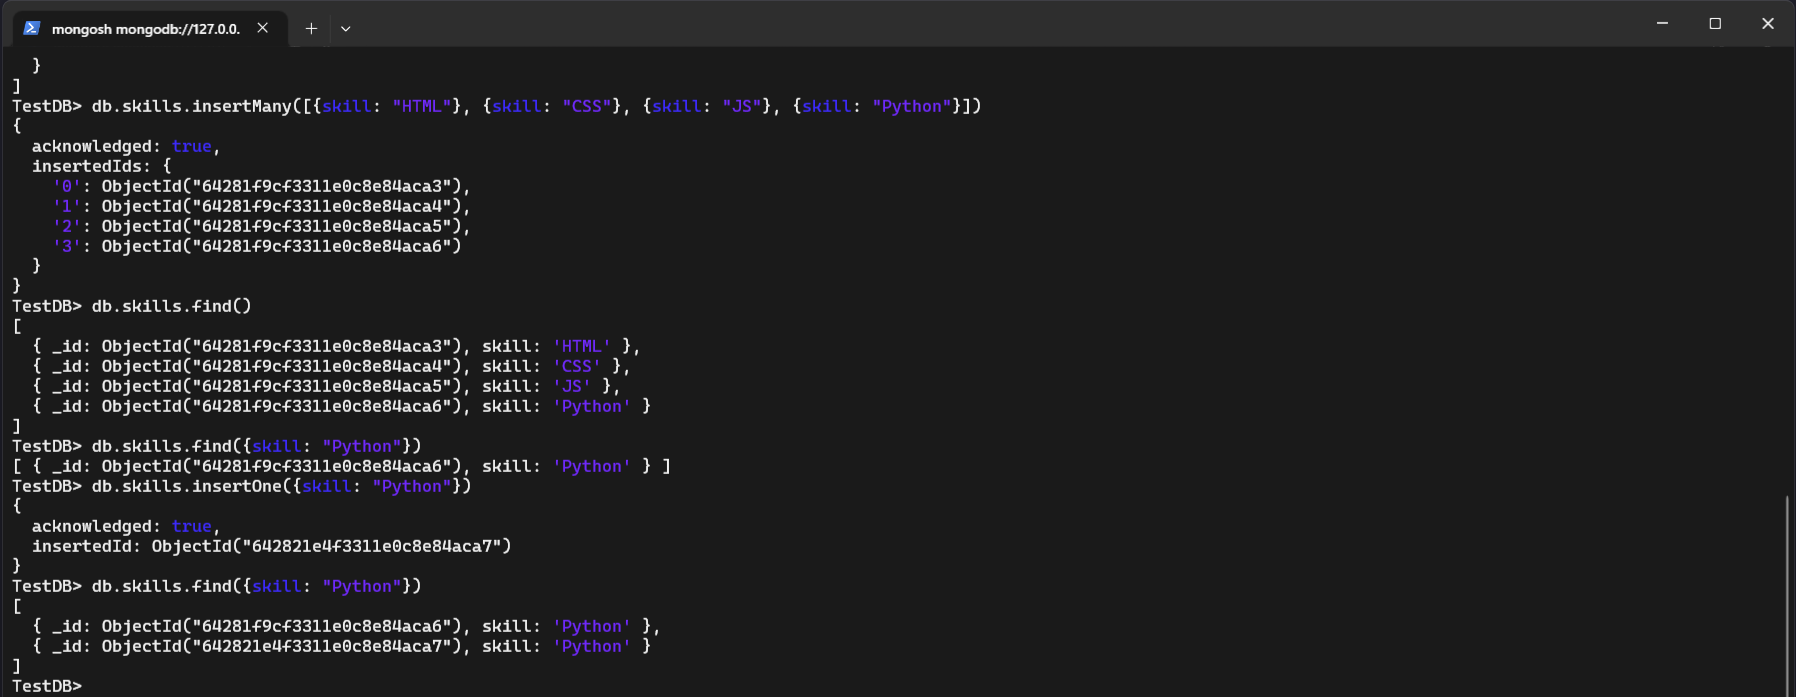 mongosh mongodb://127.0.0.
  }
]
TestDB> db.skills.insertMany([{skill: "HTML"}, {skill: "CSS"}, {skill: "JS"}, {skill: "Python"}])
{
  acknowledged: true,
  insertedIds: {
    '0': ObjectId("64281f9cf3311e0c8e84aca3"),
    '1': ObjectId("64281f9cf3311e0c8e84aca4"),
    '2': ObjectId("64281f9cf3311e0c8e84aca5"),
    '3': ObjectId("64281f9cf3311e0c8e84aca6")
  }
}
TestDB> db.skills.find()
[
  { _id: ObjectId("64281f9cf3311e0c8e84aca3"), skill: 'HTML' },
  { _id: ObjectId("64281f9cf3311e0c8e84aca4"), skill: 'CSS' },
  { _id: ObjectId("64281f9cf3311e0c8e84aca5"), skill: 'JS' },
  { _id: ObjectId("64281f9cf3311e0c8e84aca6"), skill: 'Python' }
]
TestDB> db.skills.find({skill: "Python"})
[ { _id: ObjectId("64281f9cf3311e0c8e84aca6"), skill: 'Python' } ]
TestDB> db.skills.insertOne({skill: "Python"})
{
  acknowledged: true,
  insertedId: ObjectId("642821e4f3311e0c8e84aca7")
}
TestDB> db.skills.find({skill: "Python"})
[
  { _id: ObjectId("64281f9cf3311e0c8e84aca6"), skill: 'Python' },
  { _id: ObjectId("642821e4f3311e0c8e84aca7"), skill: 'Python' }
]
TestDB>